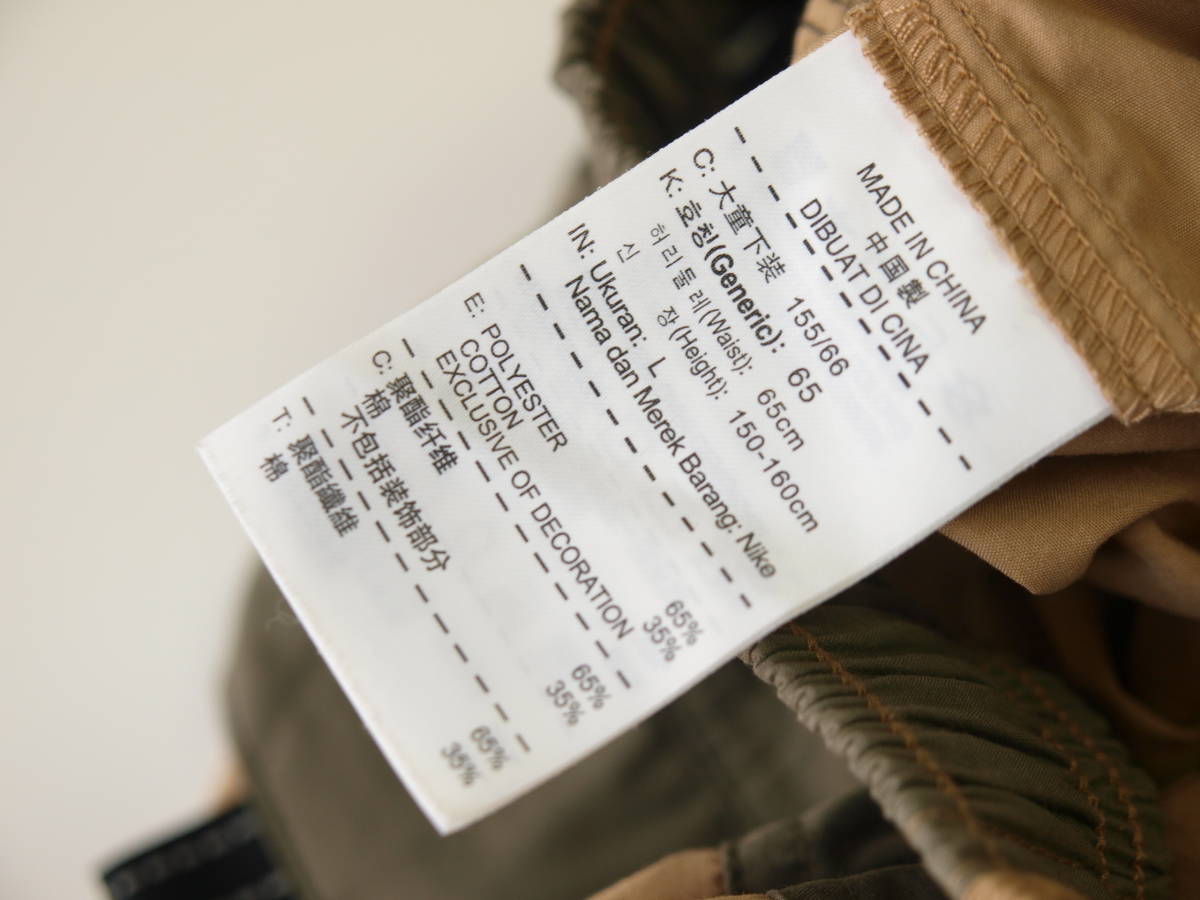 MADE IN CHINA
中国製
DIBUAT DI CINA
C: 大童下装 155/66
K: 호칭(Generic): 65
허리둘레(Waist): 65cm
신 장(Height): 150-160cm
IN: Ukuran: L
Nama dan Merek Barang: Nike
E: POLYESTER 65%
COTTON 35%
EXCLUSIVE OF DECORATION
C: 聚酯纤维 65%
棉 35%
不包括装饰部分
T: 聚酯纖維 65%
棉 35%